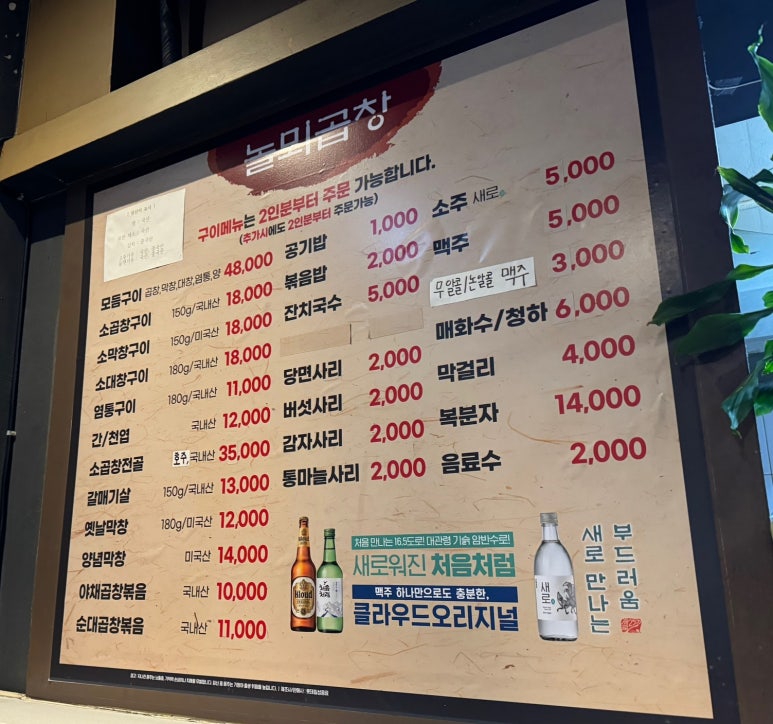 놀뫼곱창
구이메뉴는 2인분부터 주문 가능합니다.
(추가시에도 2인분부터 주문가능)
모듬구이 곱창,막창,대창,염통,양 48,000
소곱창구이 150g/국내산 18,000
소막창구이 150g/미국산 18,000
소대창구이 180g/국내산 18,000
염통구이 180g/국내산 11,000
간/천엽 국내산 12,000
소곱창전골 호주,국내산 35,000
갈매기살 150g/국내산 13,000
옛날막창 180g/미국산 12,000
양념막창 미국산 14,000
야채곱창볶음 국내산 10,000
순대곱창볶음 국내산 11,000
공기밥 1,000
볶음밥 2,000
잔치국수 5,000
당면사리 2,000
버섯사리 2,000
감자사리 2,000
통마늘사리 2,000
소주 새로 5,000
맥주 5,000
무알콜/논알콜 맥주 3,000
매화수/청하 6,000
막걸리 4,000
복분자 14,000
음료수 2,000
Kloud
처음처럼
처음 만나는 16.5도로! 대관령 기슭 암반수로!
새로워진 처음처럼
맥주 하나만으로도 충분한,
클라우드오리지널
새로
부드러움
새로 만나는